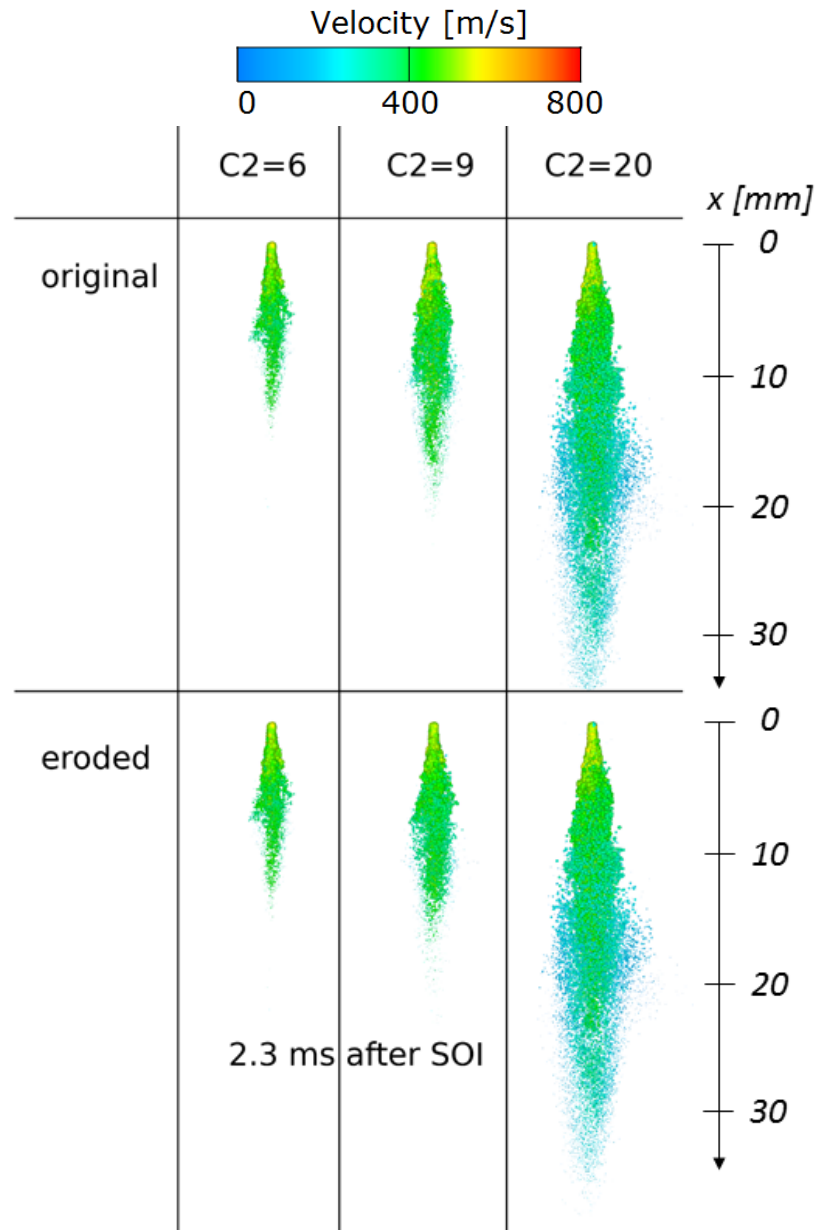 Velocity [m/s]
0 400 800
C2=6 C2=9 C2=20
x [mm]
original
0
10
20
30
eroded
0
10
20
30
2.3 ms after SOI